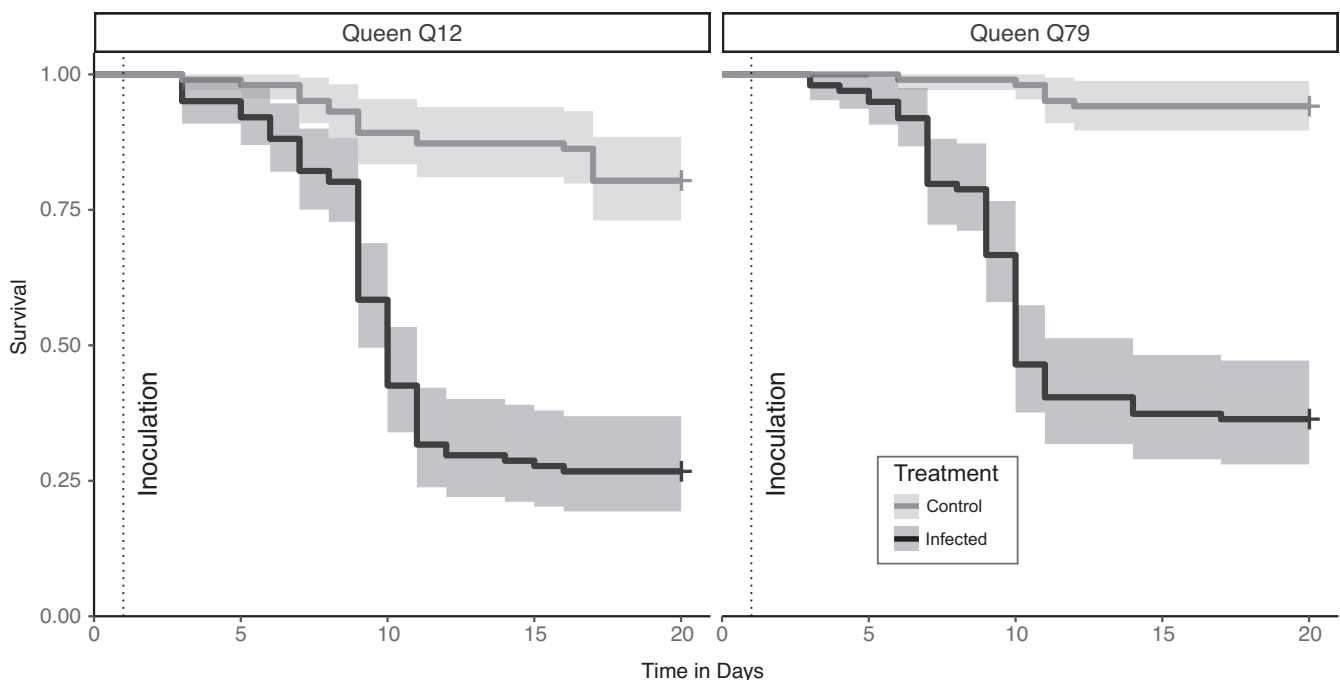 Queen Q12
Queen Q79
1.00
0.75
0.50
0.25
0.00
Survival
Inoculation
Inoculation
Treatment
Control
Infected
0 5 10 15 20
0 5 10 15 20
Time in Days